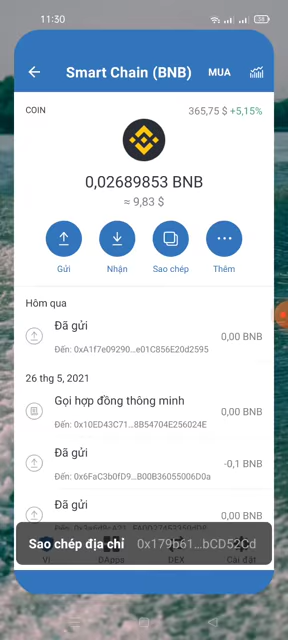 11:30
Smart Chain (BNB)
MUA
COIN
365,75 $ +5,15%
0,02689853 BNB
≈ 9,83 $
Gửi
Nhận
Sao chép
Thêm
Hôm qua
Đã gửi
0,00 BNB
Đến: 0xA1f7e09290...e01C856E20d2595
26 thg 5, 2021
Gọi hợp đồng thông minh
0,00 BNB
Đến: 0x10ED43C71...8B54704E256024E
Đã gửi
-0,1 BNB
Đến: 0x6FaC3b0fD9...B00B36055006D0a
Đã gửi
0,00 BNB
Sao chép địa chỉ 0x179b61...bCD52Cd
Ví
DApps
DEX
Cài đặt